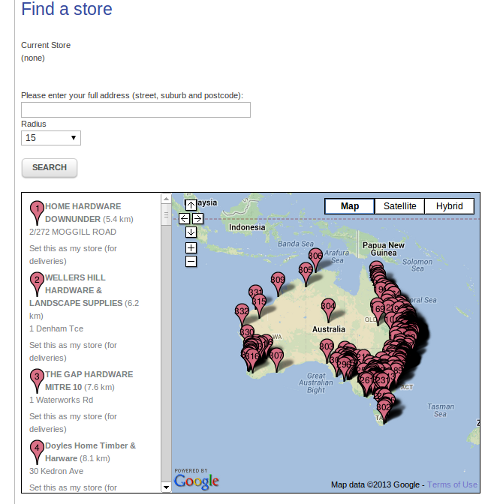 Find a store
Current Store
(none)
Please enter your full address (street, suburb and postcode):
Radius
15
SEARCH
1 HOME HARDWARE
DOWNUNDER (5.4 km)
2/272 MOGGILL ROAD
Set this as my store (for
deliveries)
2 WELLERS HILL
HARDWARE &
LANDSCAPE SUPPLIES (6.2
km)
1 Denham Tce
Set this as my store (for
deliveries)
3 THE GAP HARDWARE
MITRE 10 (7.6 km)
1 Waterworks Rd
Set this as my store (for
deliveries)
4 Doyles Home Timber &
Harware (8.1 km)
30 Kedron Ave
Set this as my store (for
Map Satellite Hybrid
aysia
Indonesia
Banda Sea
Arafura
Sea
Papua New
Guinea
Solomon
Sea
306
305
309
331
315
304
332
330
303
307
Australia
Great
Australian
Bight
ACT
302
Tasman
Sea
POWERED BY
Google
Map data ©2013 Google - Terms of Use